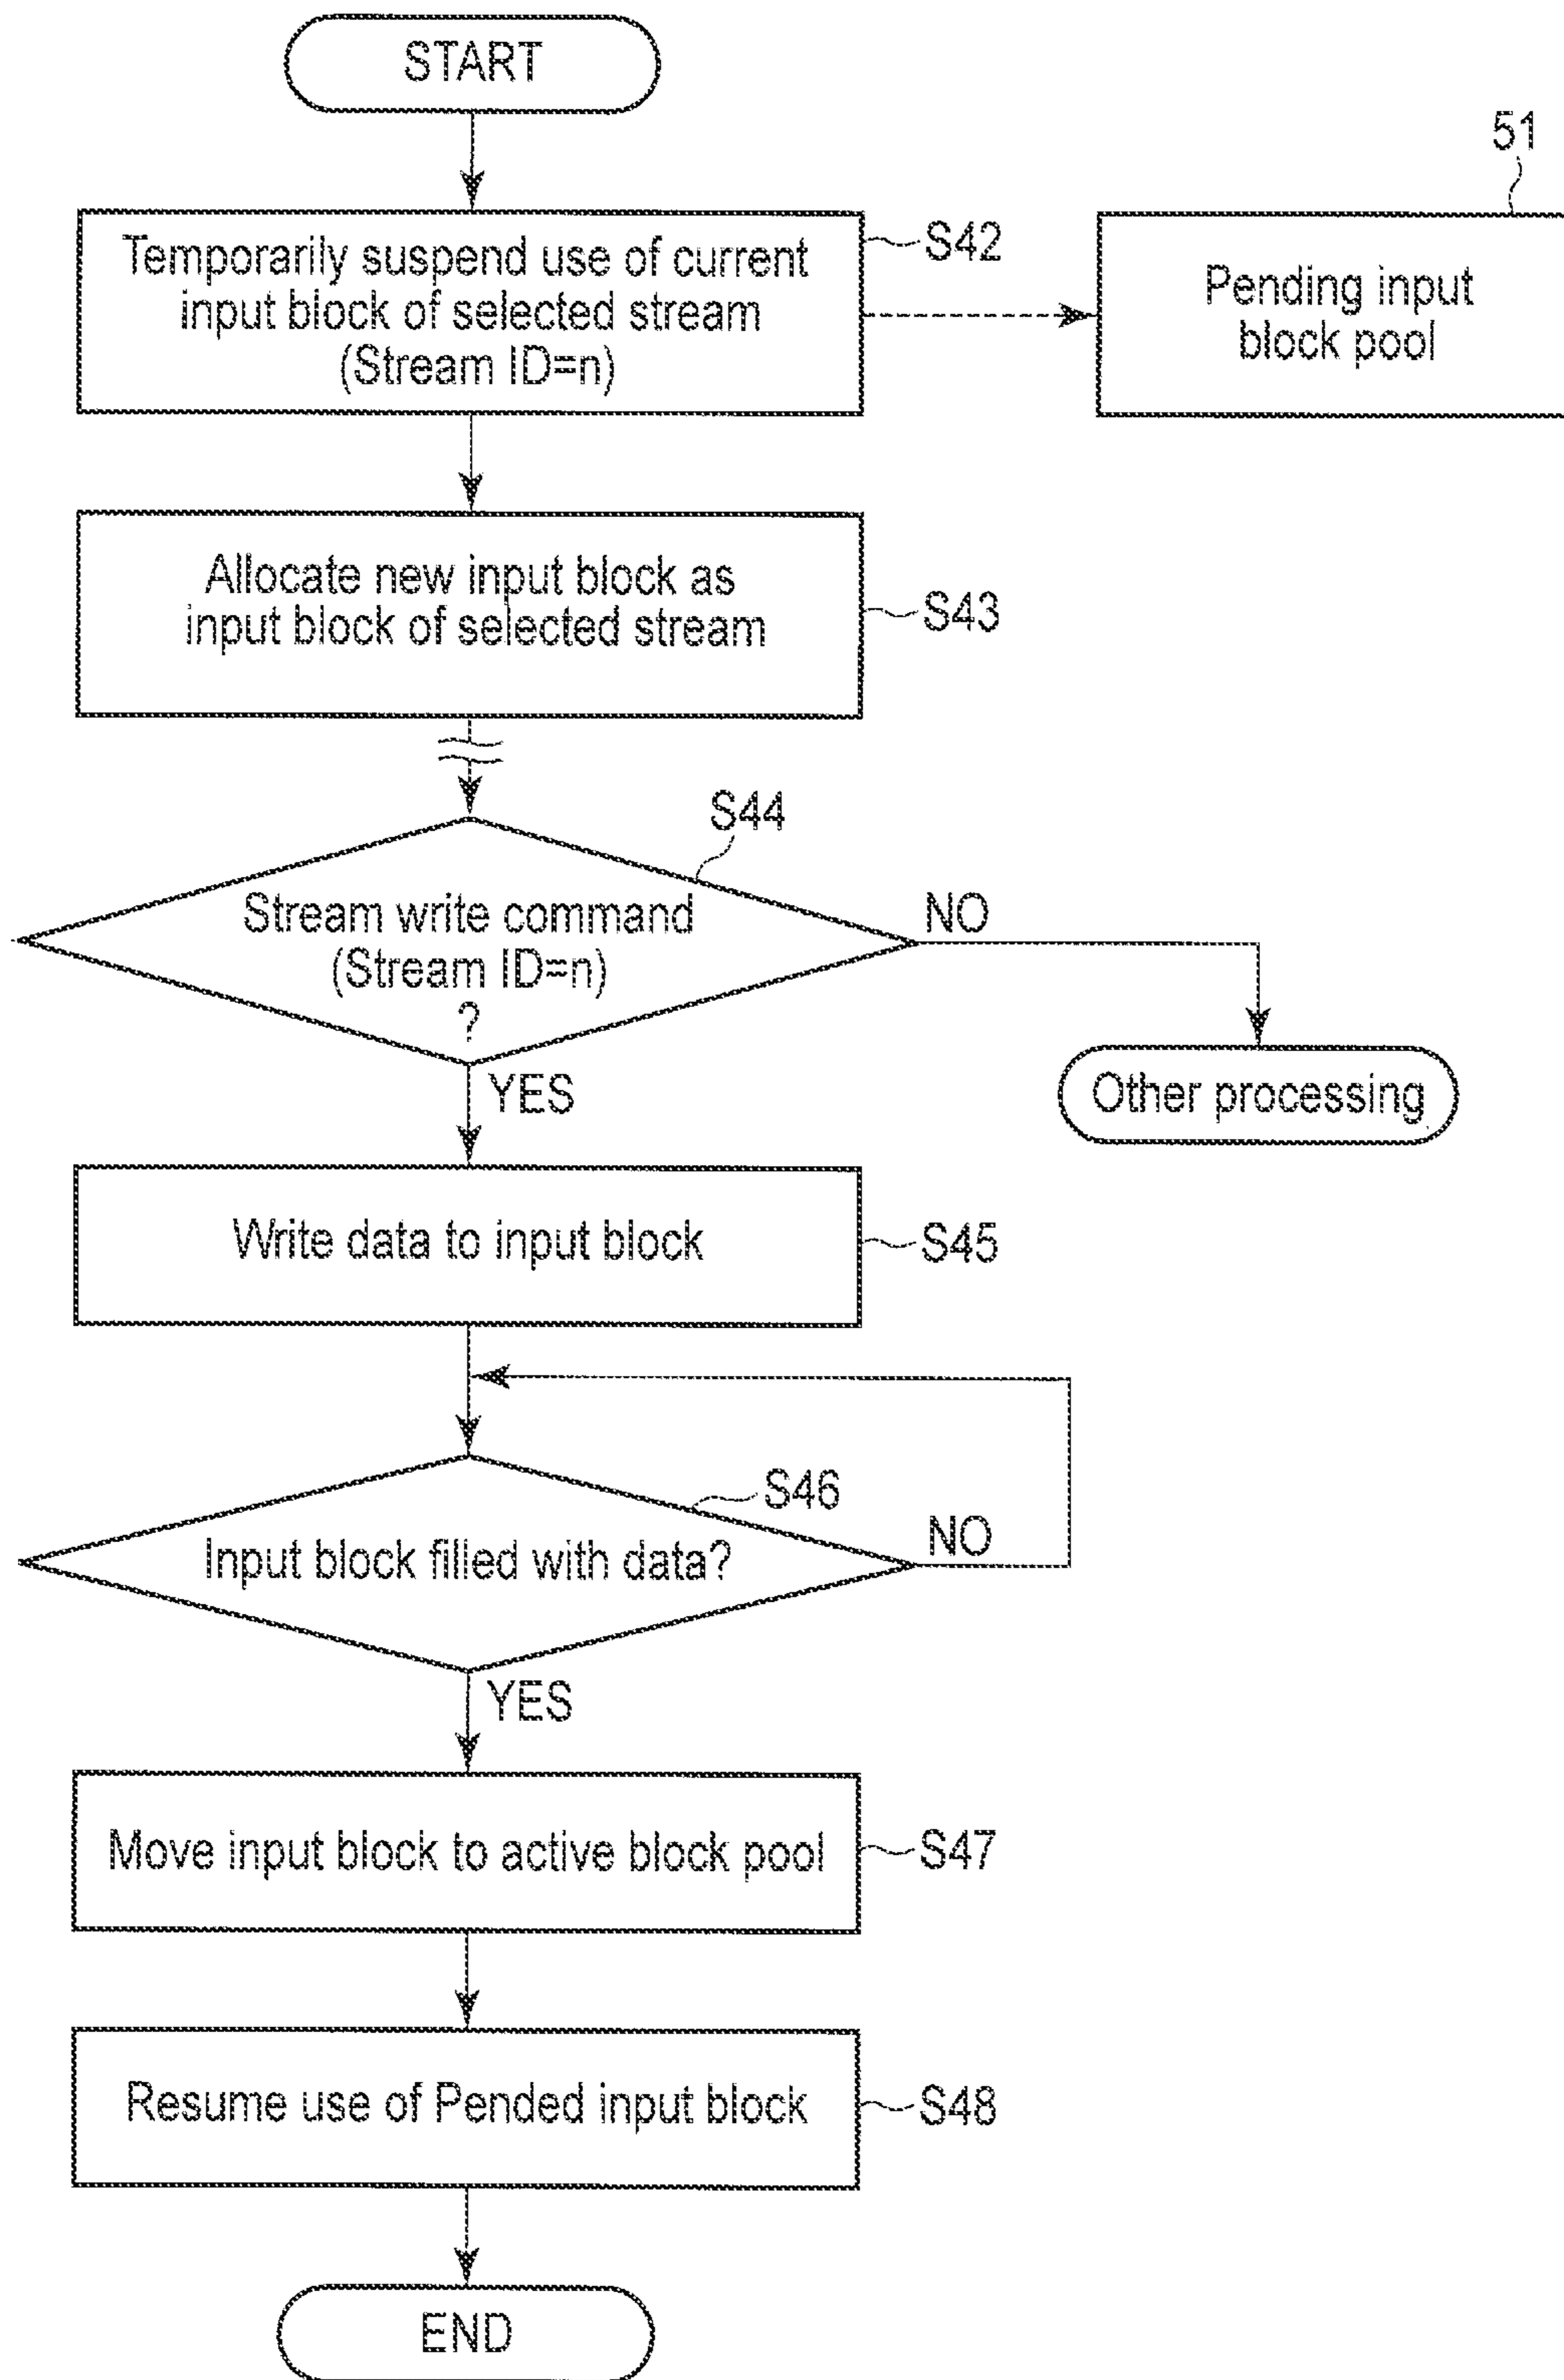 START
51
Temporarily suspend use of current
input block of selected stream
(Stream ID=n)
S42
Pending input
block pool
Allocate new input block as
input block of selected stream
S43
S44
Stream write command
(Stream ID=n)
?
NO
YES
Other processing
Write data to input block
S45
S46
Input block filled with data?
NO
YES
Move input block to active block pool
S47
Resume use of Pended input block
S48
END